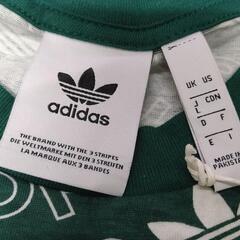 adidas
THE BRAND WITH THE 3 STRIPES
DIE WELTMARKE MIT DEN 3 STREIFEN
LA MARQUE AUX 3 BANDES
UK US
J/ CDN
L D
D F
E I
MADE IN
PAKISTAN